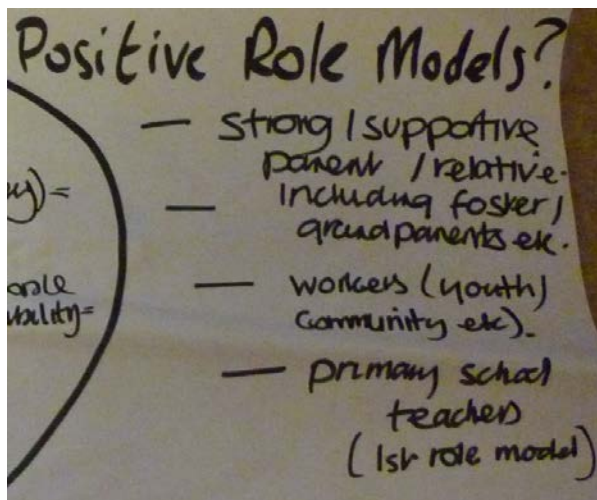 Positive Role Models?
— strong / supportive
parent / relative.
— including foster /
grandparents etc.
— workers (youth)
community etc).
— primary school
teachers
(1st role model)